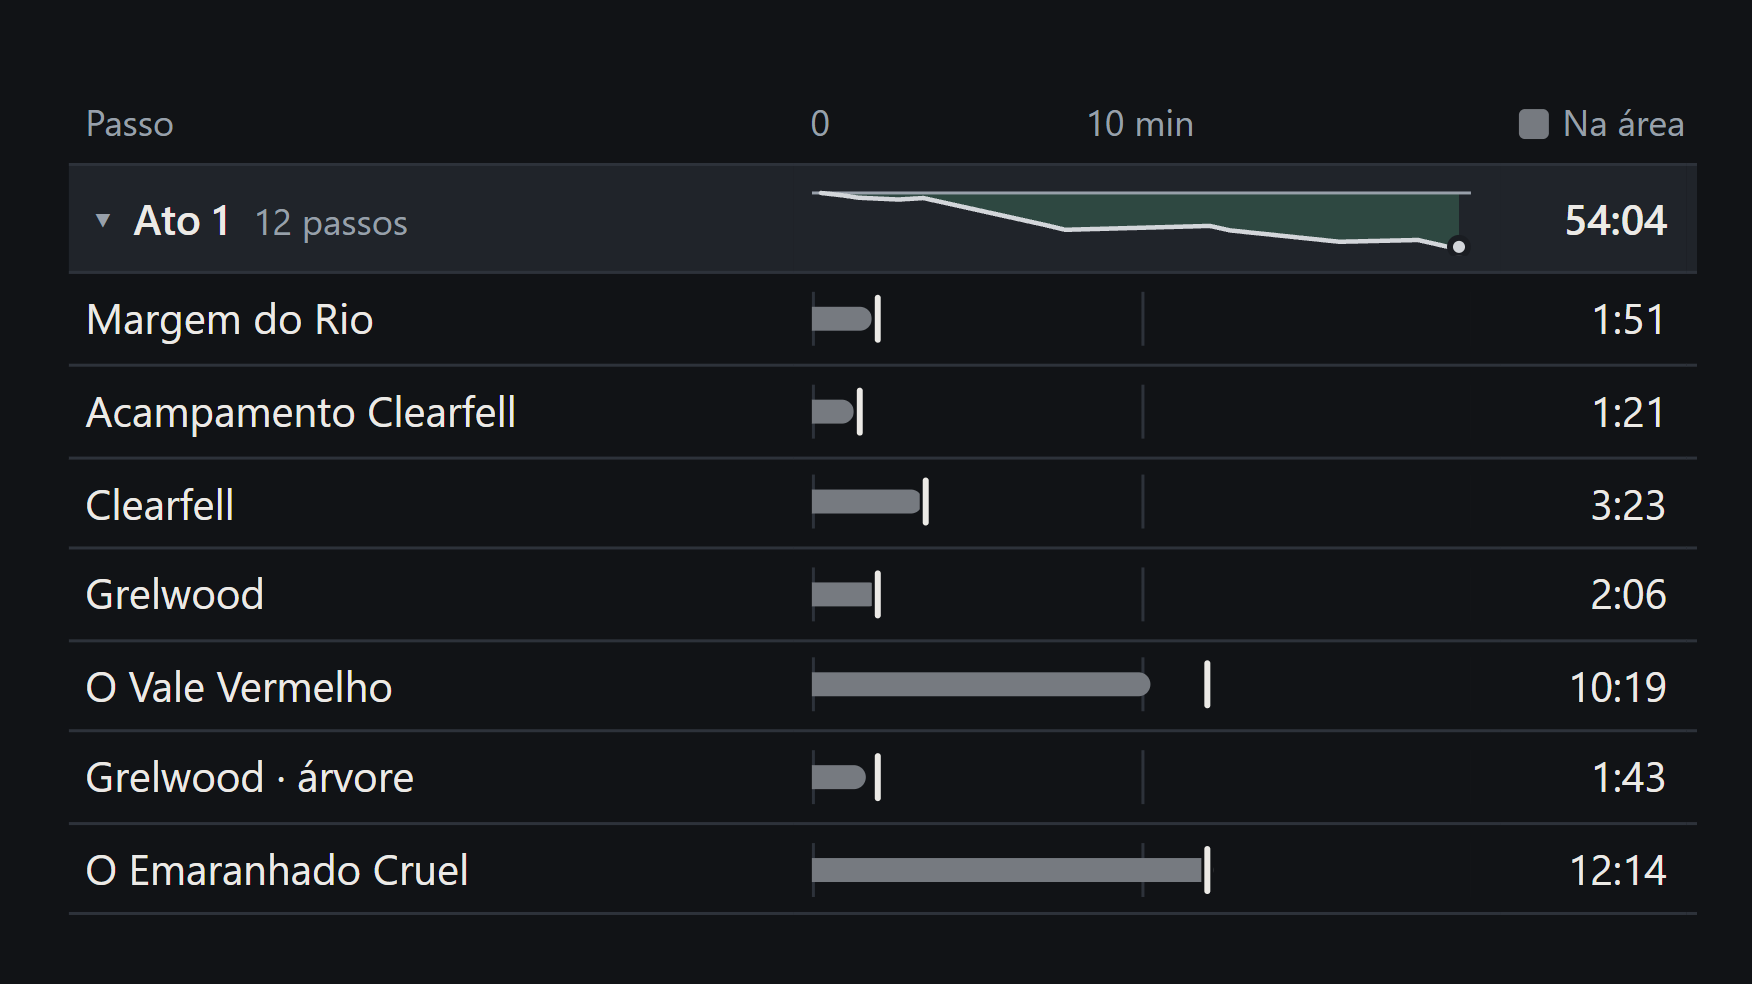 Passo 0 10 min Na área
Ato 1 12 passos 54:04
Margem do Rio 1:51
Acampamento Clearfell 1:21
Clearfell 3:23
Grelwood 2:06
O Vale Vermelho 10:19
Grelwood · árvore 1:43
O Emaranhado Cruel 12:14